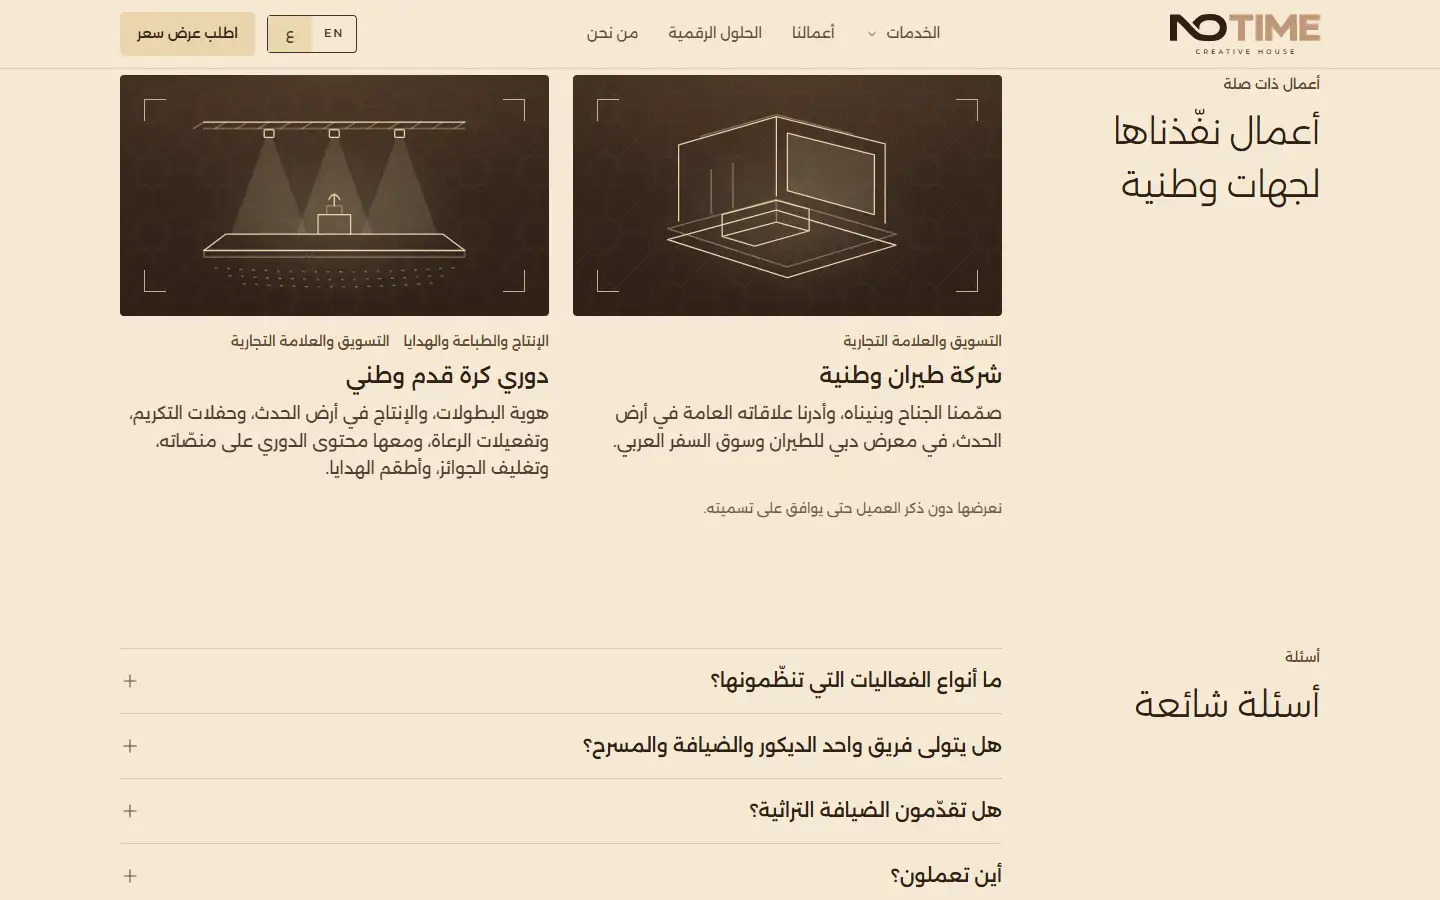 NOTIME
CREATIVE HOUSE
الخدمات
أعمالنا
الحلول الرقمية
من نحن
EN
ع
اطلب عرض سعر
أعمال ذات صلة
أعمال نفّذناها
لجهات وطنية
التسويق والعلامة التجارية
شركة طيران وطنية
صمّمنا الجناح وبنيناه، وأدرنا علاقاته العامة في أرض
الحدث، في معرض دبي للطيران وسوق السفر العربي.
الإنتاج والطباعة والهدايا التسويق والعلامة التجارية
دوري كرة قدم وطني
هوية البطولات، والإنتاج في أرض الحدث، وحفلات التكريم،
وتفعيلات الرعاة، ومعها محتوى الدوري على منصّاته،
وتغليف الجوائز، وأطقم الهدايا.
نعرضها دون ذكر العميل حتى يوافق على تسميته.
أسئلة
أسئلة شائعة
ما أنواع الفعاليات التي تنظّمونها؟
هل يتولى فريق واحد الديكور والضيافة والمسرح؟
هل تقدّمون الضيافة التراثية؟
أين تعملون؟